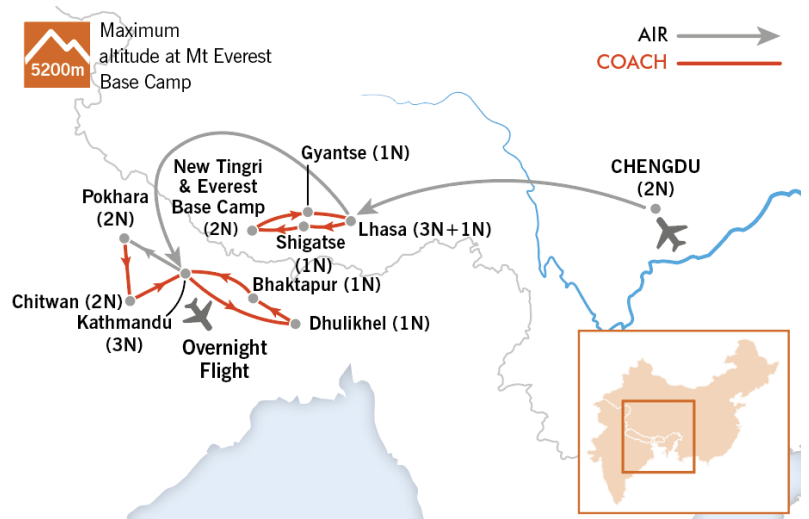 Maximum
altitude at Mt Everest
Base Camp
5200m
AIR
COACH
Gyantse (1N)
CHENGDU
(2N)
New Tingri
& Everest
Base Camp
(2N)
Pokhara
(2N)
Lhasa (3N+1N)
Shigatse
(1N)
Bhaktapur (1N)
Chitwan (2N)
Kathmandu
(3N)
Dhulikhel (1N)
Overnight
Flight